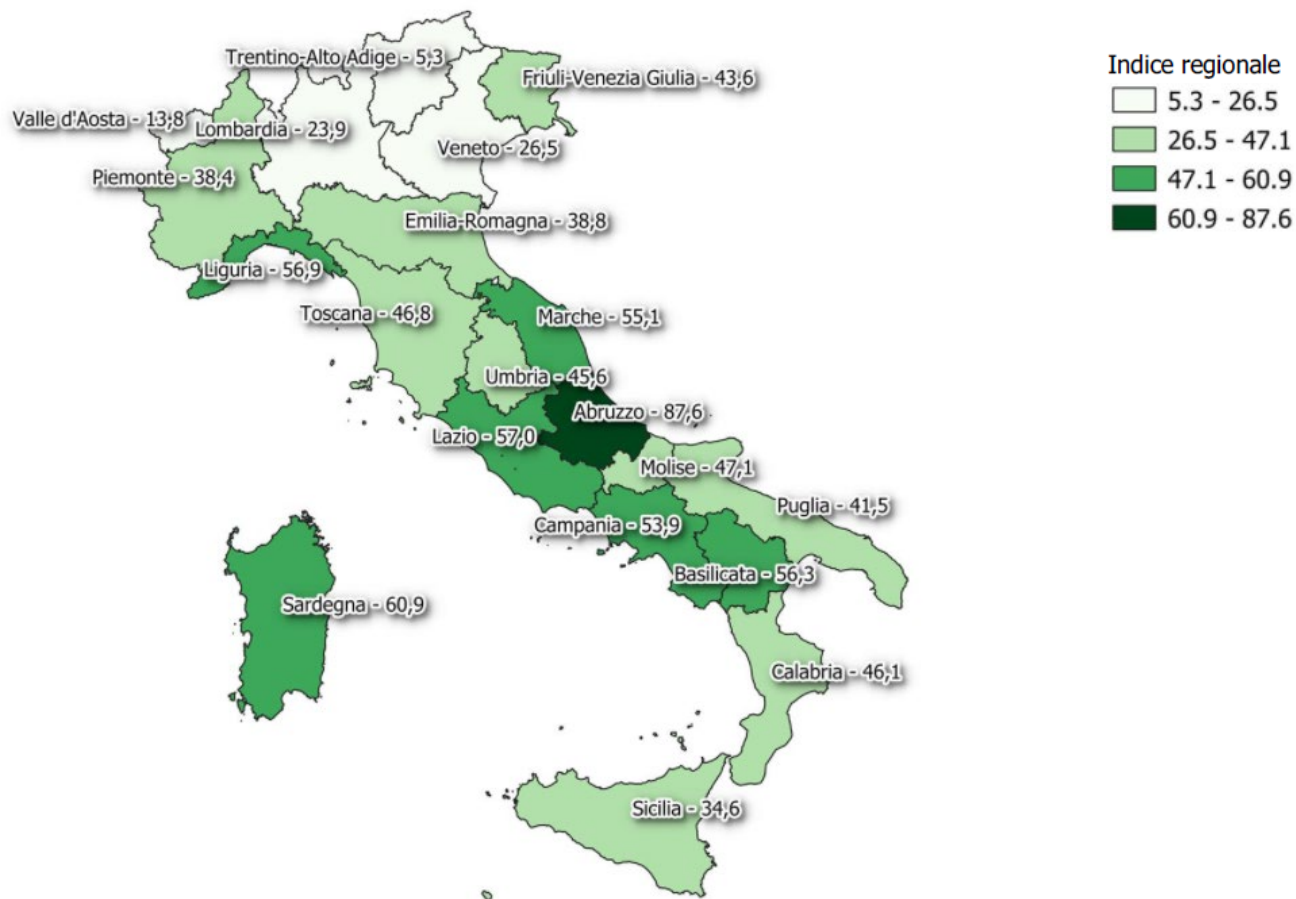 Trentino-Alto Adige - 5,3
Friuli-Venezia Giulia - 43,6
Valle d'Aosta - 13,8
Lombardia - 23,9
Veneto - 26,5
Piemonte - 38,4
Emilia-Romagna - 38,8
Liguria - 56,9
Toscana - 46,8
Marche - 55,1
Umbria - 45,6
Abruzzo - 87,6
Lazio - 57,0
Molise - 47,1
Puglia - 41,5
Campania - 53,9
Basilicata - 56,3
Sardegna - 60,9
Calabria - 46,1
Sicilia - 34,6
Indice regionale
5.3 - 26.5
26.5 - 47.1
47.1 - 60.9
60.9 - 87.6